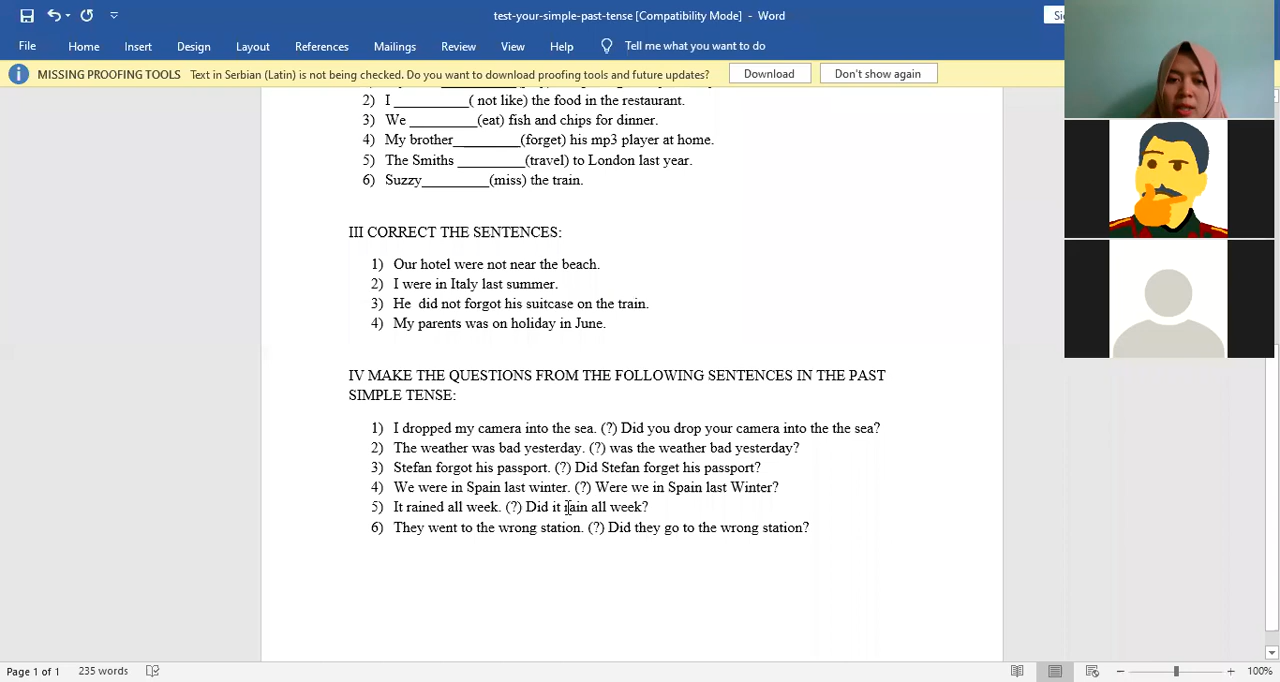 test-your-simple-past-tense [Compatibility Mode] - Word
File Home Insert Design Layout References Mailings Review View Help Tell me what you want to do
MISSING PROOFING TOOLS Text in Serbian (Latin) is not being checked. Do you want to download proofing tools and future updates? Download Don't show again
2) I __________( not like) the food in the restaurant.
3) We _________(eat) fish and chips for dinner.
4) My brother_________(forget) his mp3 player at home.
5) The Smiths _________(travel) to London last year.
6) Suzzy_________(miss) the train.
III CORRECT THE SENTENCES:
1) Our hotel were not near the beach.
2) I were in Italy last summer.
3) He did not forgot his suitcase on the train.
4) My parents was on holiday in June.
IV MAKE THE QUESTIONS FROM THE FOLLOWING SENTENCES IN THE PAST
SIMPLE TENSE:
1) I dropped my camera into the sea. (?) Did you drop your camera into the the sea?
2) The weather was bad yesterday. (?) was the weather bad yesterday?
3) Stefan forgot his passport. (?) Did Stefan forget his passport?
4) We were in Spain last winter. (?) Were we in Spain last Winter?
5) It rained all week. (?) Did it rain all week?
6) They went to the wrong station. (?) Did they go to the wrong station?
Page 1 of 1 235 words 100%